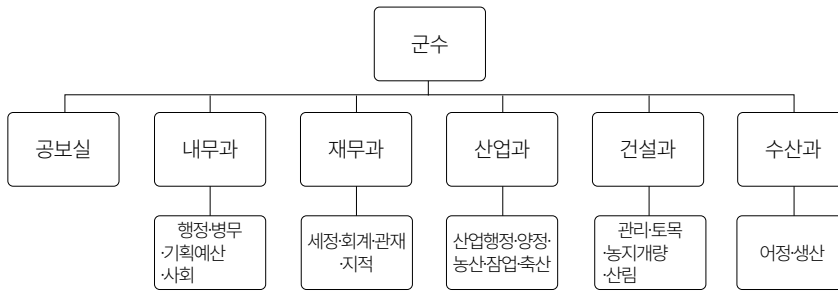 군수
공보실
내무과
재무과
산업과
건설과
수산과
행정·병무
·기획예산
·사회
세정·회계·관재
·지적
산업행정·양정·
농산·잠업·축산
관리·토목
·농지개량
·산림
어정·생산